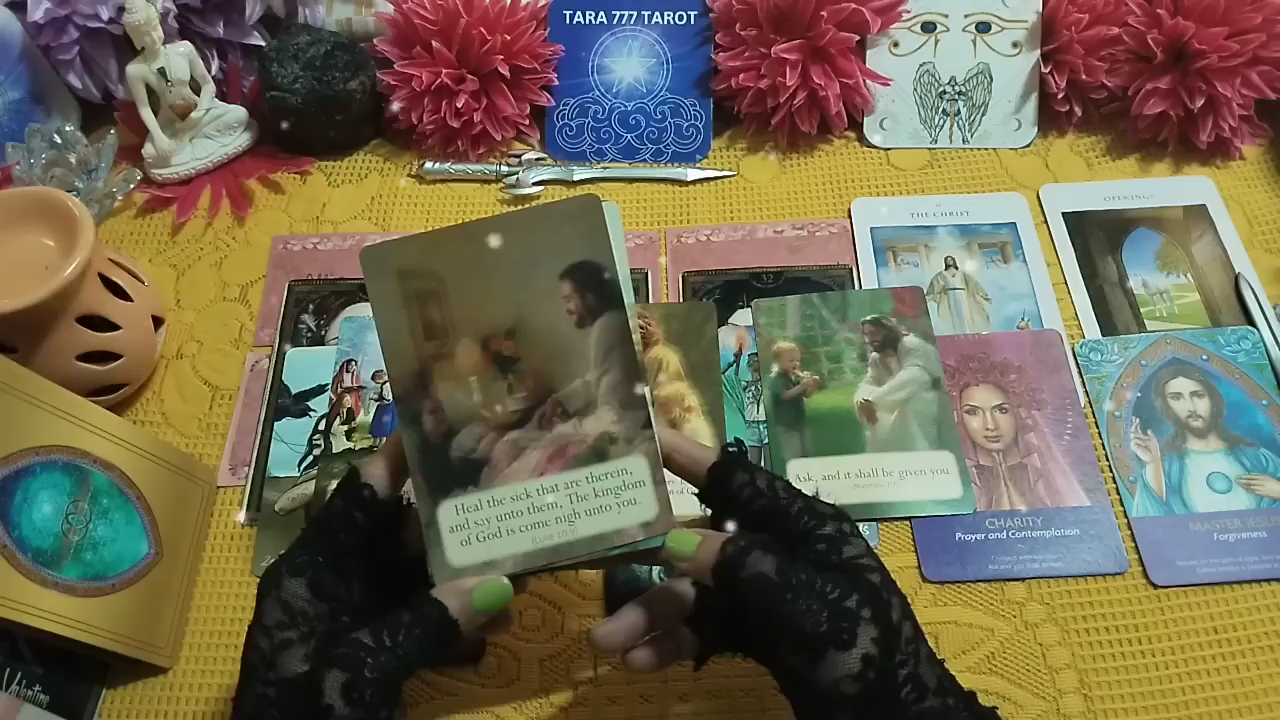 TARA 777 TAROT
THE CHRIST
OPENINGS
32
Heal the sick that are therein,
and say unto them, The kingdom
of God is come nigh unto you.
(Luke 10:9)
Ask, and it shall be given you.
(Matthew 7:7)
CHARITY
Prayer and Contemplation
MASTER JESUS
Forgiveness
Valentine